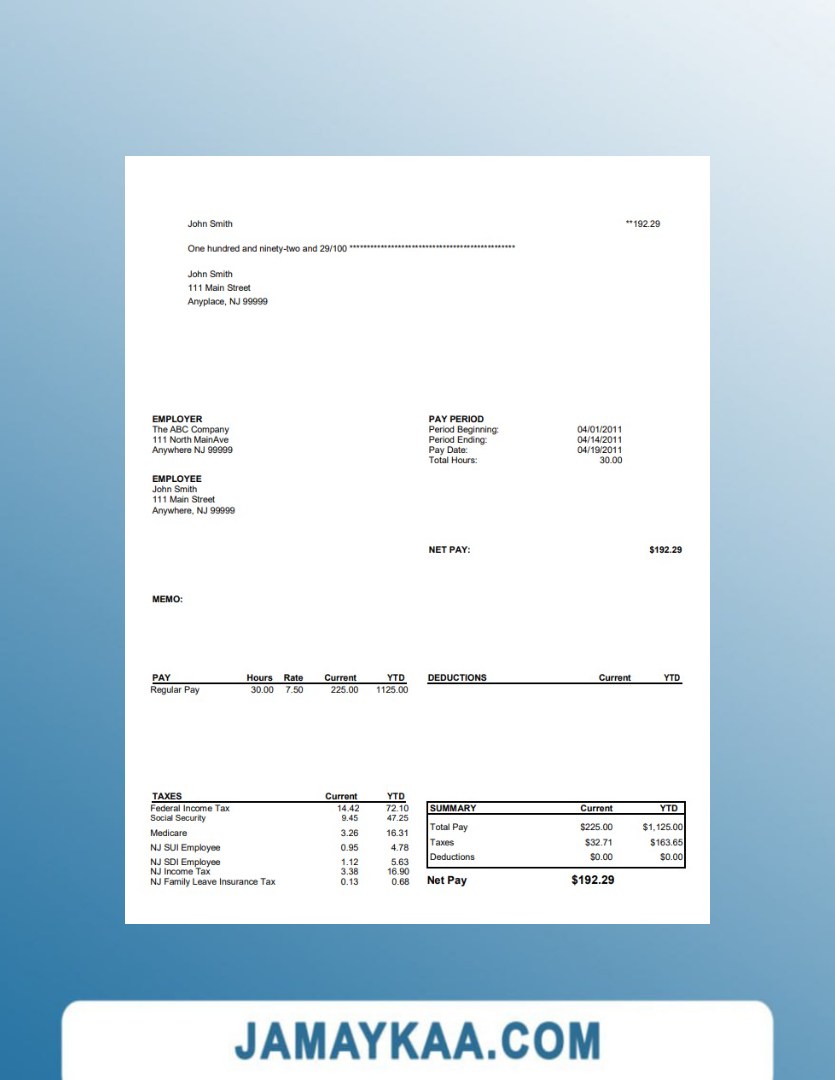 John Smith **192.29
One hundred and ninety-two and 29/100 ************************************************
John Smith
111 Main Street
Anyplace, NJ 99999
EMPLOYER
The ABC Company
111 North MainAve
Anywhere NJ 99999
EMPLOYEE
John Smith
111 Main Street
Anywhere, NJ 99999
PAY PERIOD
Period Beginning: 04/01/2011
Period Ending: 04/14/2011
Pay Date: 04/19/2011
Total Hours: 30.00
NET PAY: $192.29
MEMO:
PAY Hours Rate Current YTD
Regular Pay 30.00 7.50 225.00 1125.00
DEDUCTIONS Current YTD
TAXES Current YTD
Federal Income Tax 14.42 72.10
Social Security 9.45 47.25
Medicare 3.26 16.31
NJ SUI Employee 0.95 4.78
NJ SDI Employee 1.12 5.63
NJ Income Tax 3.38 16.90
NJ Family Leave Insurance Tax 0.13 0.68
SUMMARY Current YTD
Total Pay $225.00 $1,125.00
Taxes $32.71 $163.65
Deductions $0.00 $0.00
Net Pay $192.29
JAMAYKAA.COM